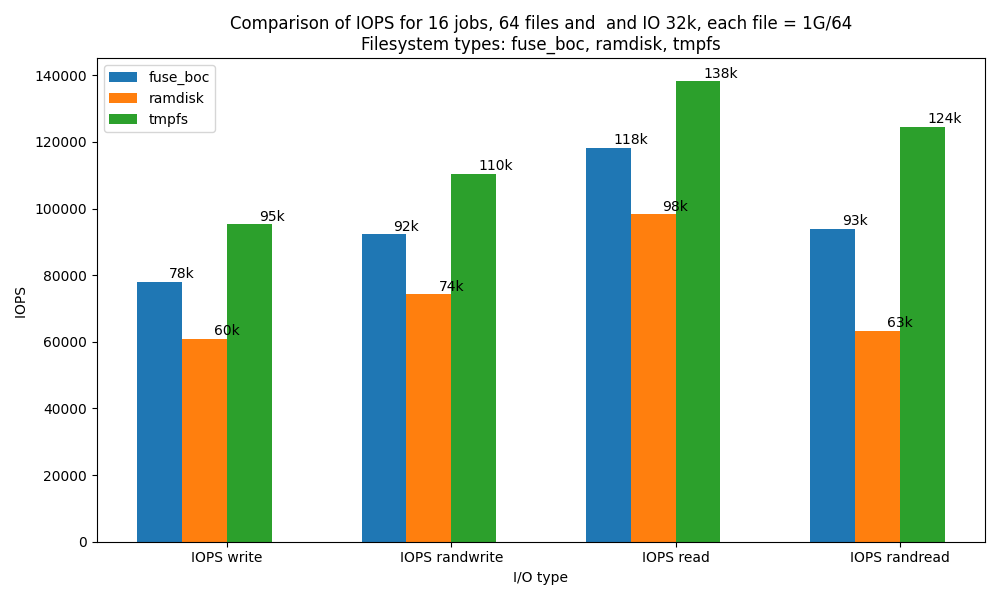 Comparison of IOPS for 16 jobs, 64 files and  and IO 32k, each file = 1G/64
Filesystem types: fuse_boc, ramdisk, tmpfs
fuse_boc
ramdisk
tmpfs
IOPS
140000
120000
100000
80000
60000
40000
20000
0
78k
60k
95k
92k
74k
110k
118k
98k
138k
93k
63k
124k
IOPS write
IOPS randwrite
IOPS read
IOPS randread
I/O type